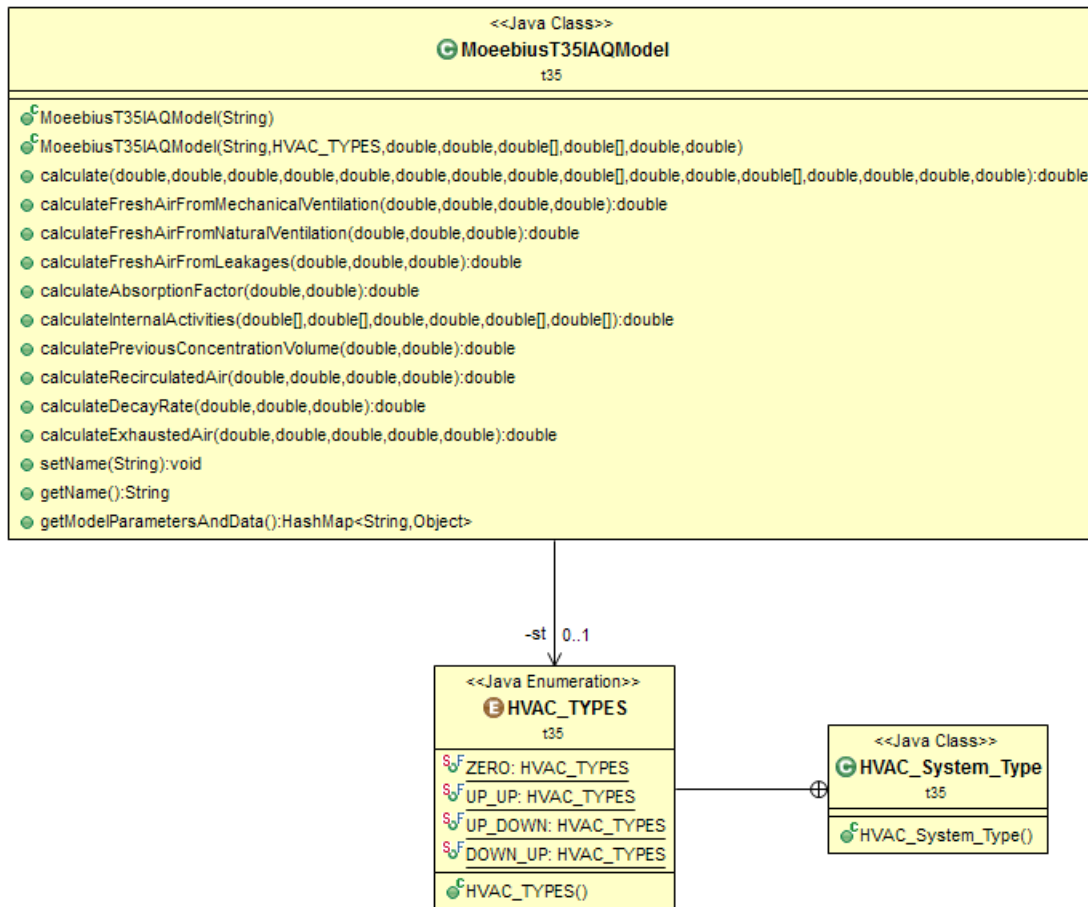 <<Java Class>>
MoeebiusT35IAQModel
t35
MoeebiusT35IAQModel(String)
MoeebiusT35IAQModel(String,HVAC_TYPES,double,double,double[],double[],double,double)
calculate(double,double,double,double,double,double,double,double,double[],double,double,double[],double,double,double,double):double
calculateFreshAirFromMechanicalVentilation(double,double,double,double):double
calculateFreshAirFromNaturalVentilation(double,double,double):double
calculateFreshAirFromLeakages(double,double,double):double
calculateAbsorptionFactor(double,double):double
calculateInternalActivities(double[],double[],double,double,double[],double[]):double
calculatePreviousConcentrationVolume(double,double):double
calculateRecirculatedAir(double,double,double,double):double
calculateDecayRate(double,double,double):double
calculateExhaustedAir(double,double,double,double,double):double
setName(String):void
getName():String
getModelParametersAndData():HashMap<String,Object>
-st 0..1
<<Java Enumeration>>
HVAC_TYPES
t35
ZERO: HVAC_TYPES
UP_UP: HVAC_TYPES
UP_DOWN: HVAC_TYPES
DOWN_UP: HVAC_TYPES
HVAC_TYPES()
<<Java Class>>
HVAC_System_Type
t35
HVAC_System_Type()